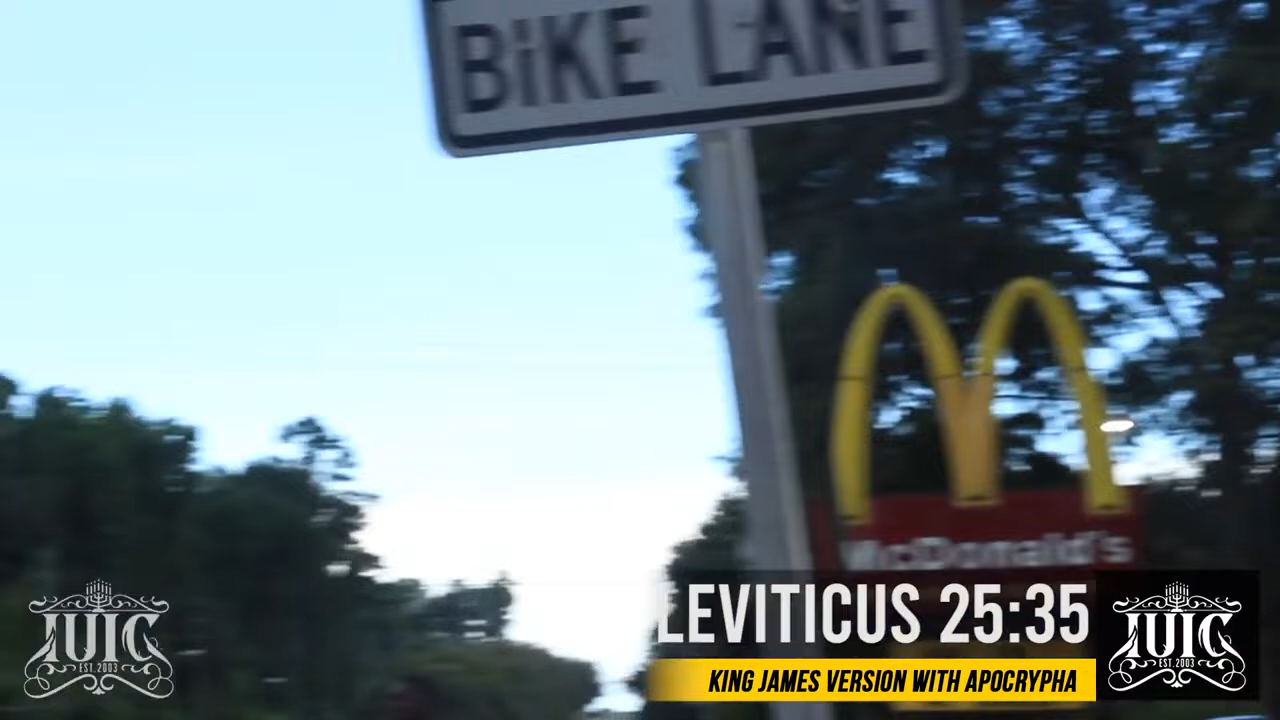 BIKE LANE
McDonald's
LEVITICUS 25:35
KING JAMES VERSION WITH APOCRYPHA
IUIC
EST. 2003
IUIC
EST. 2003